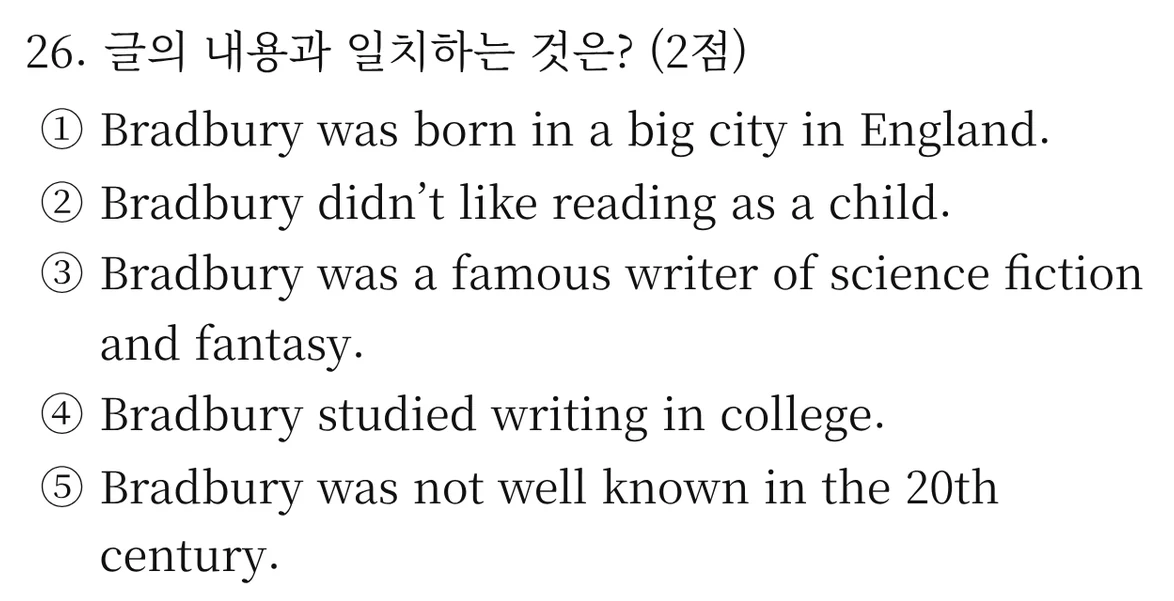 26. 글의 내용과 일치하는 것은? (2점)
① Bradbury was born in a big city in England.
② Bradbury didn’t like reading as a child.
③ Bradbury was a famous writer of science fiction
and fantasy.
④ Bradbury studied writing in college.
⑤ Bradbury was not well known in the 20th
century.